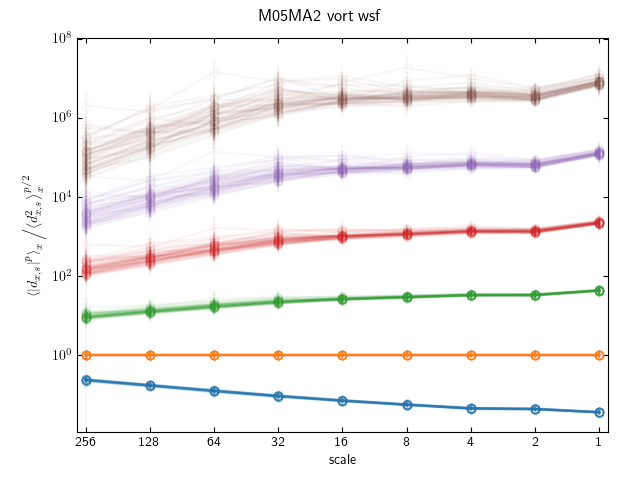 M05MA2 vort wsf
10^8
10^6
10^4
10^2
10^0
⟨|d_{x,s}|^p⟩_x / ⟨d^2_{x,s}⟩_x^{p/2}
256 128 64 32 16 8 4 2 1
scale